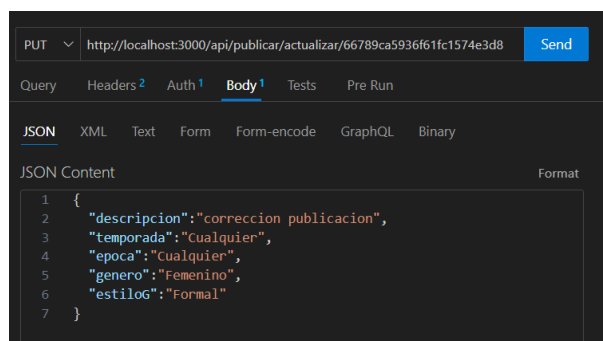 PUT http://localhost:3000/api/publicar/actualizar/66789ca5936f61fc1574e3d8 Send
Query Headers 2 Auth 1 Body 1 Tests Pre Run
JSON XML Text Form Form-encode GraphQL Binary
JSON Content Format
1 {
2 "descripcion":"correccion publicacion",
3 "temporada":"Cualquier",
4 "epoca":"Cualquier",
5 "genero":"Femenino",
6 "estiloG":"Formal"
7 }